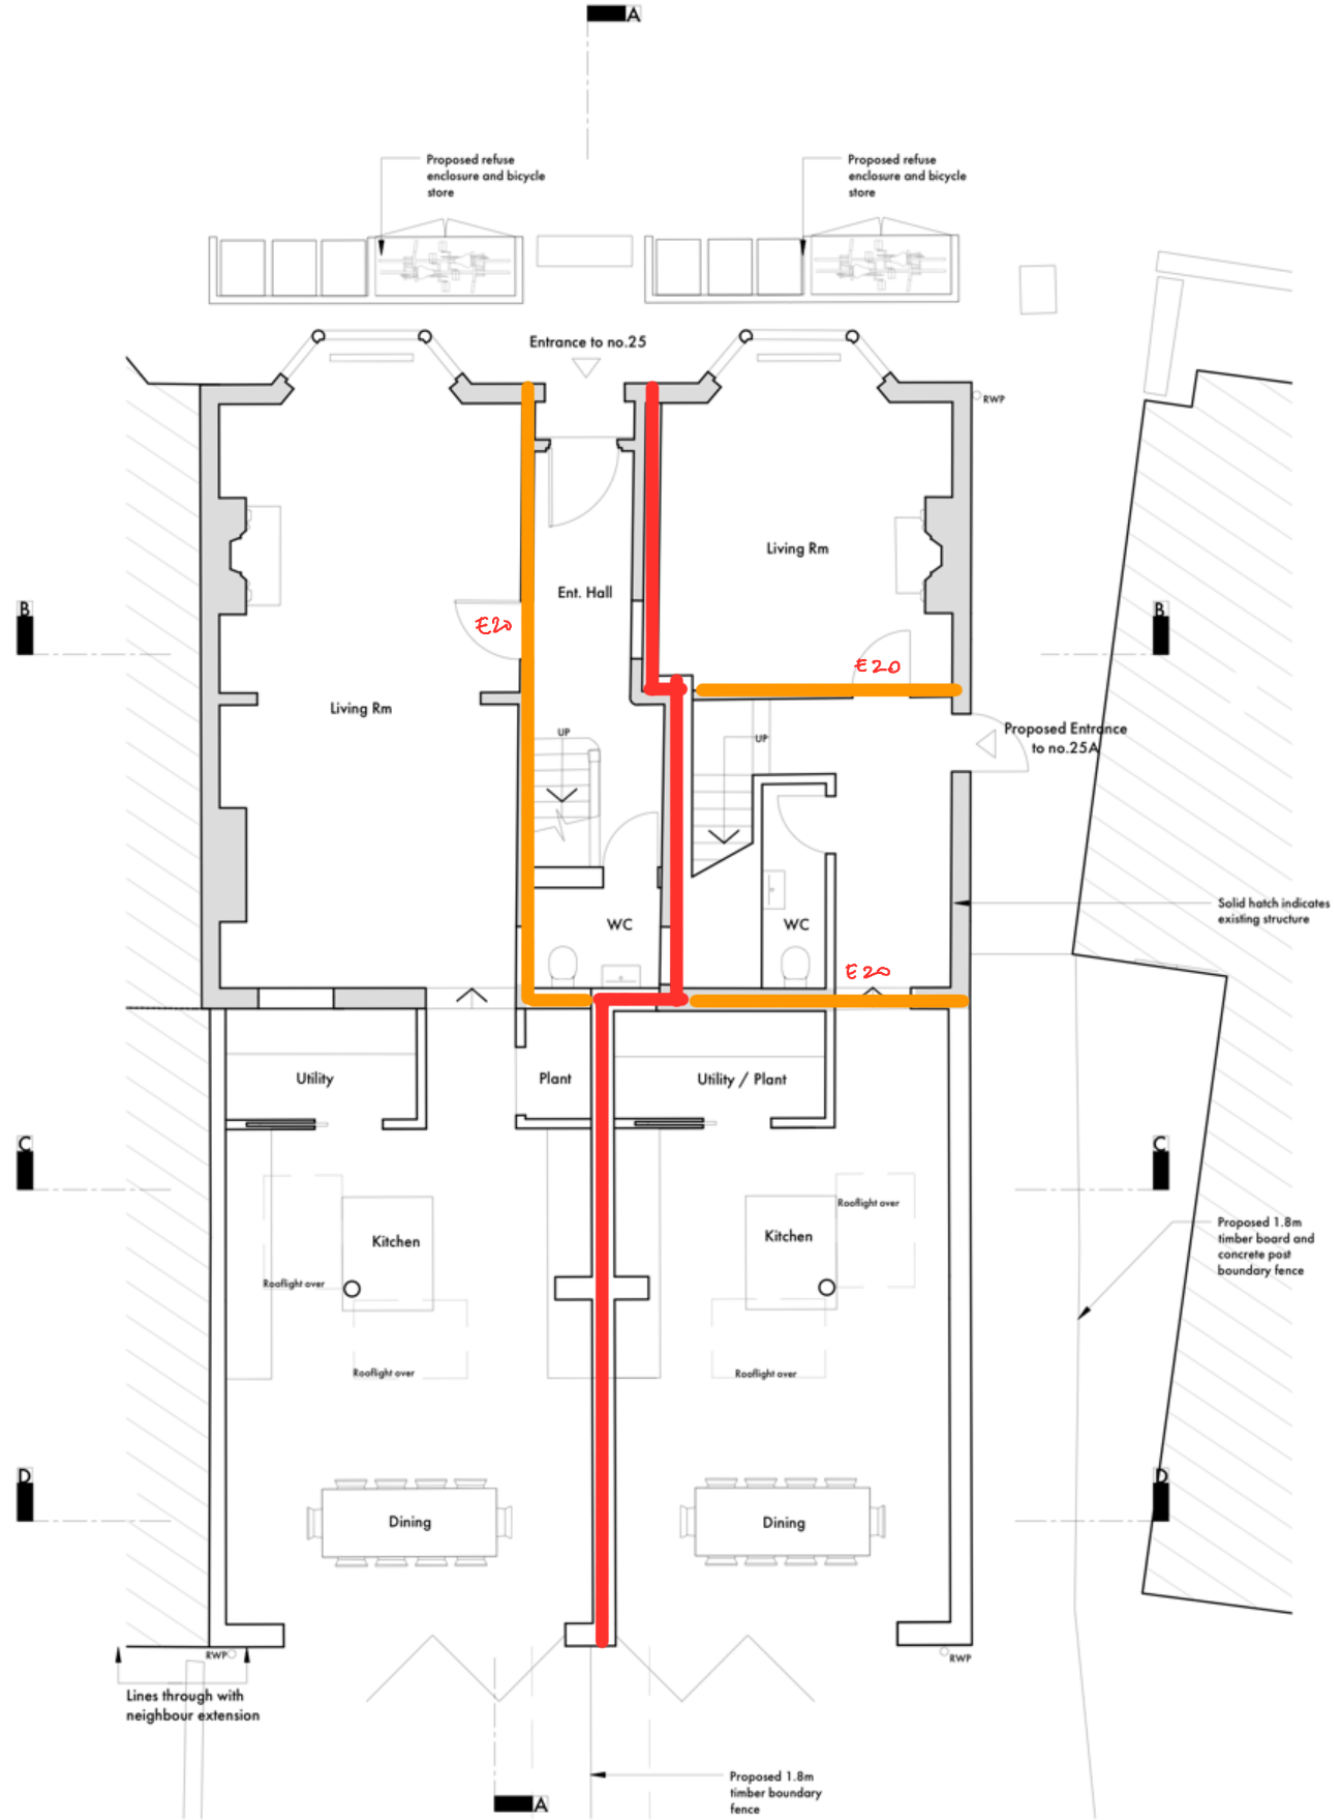 A
Proposed refuse
enclosure and bicycle
store
Proposed refuse
enclosure and bicycle
store
Entrance to no.25
RWP
Living Rm
Ent. Hall
B
B
E20
E20
Living Rm
UP
UP
Proposed Entrance
to no.25A
Solid hatch indicates
existing structure
WC
WC
E20
Utility
Plant
Utility / Plant
C
C
Rooflight over
Proposed 1.8m
timber board and
concrete post
boundary fence
Kitchen
Kitchen
Rooflight over
Rooflight over
Rooflight over
D
D
Dining
Dining
RWP
RWP
Lines through with
neighbour extension
Proposed 1.8m
timber boundary
fence
A